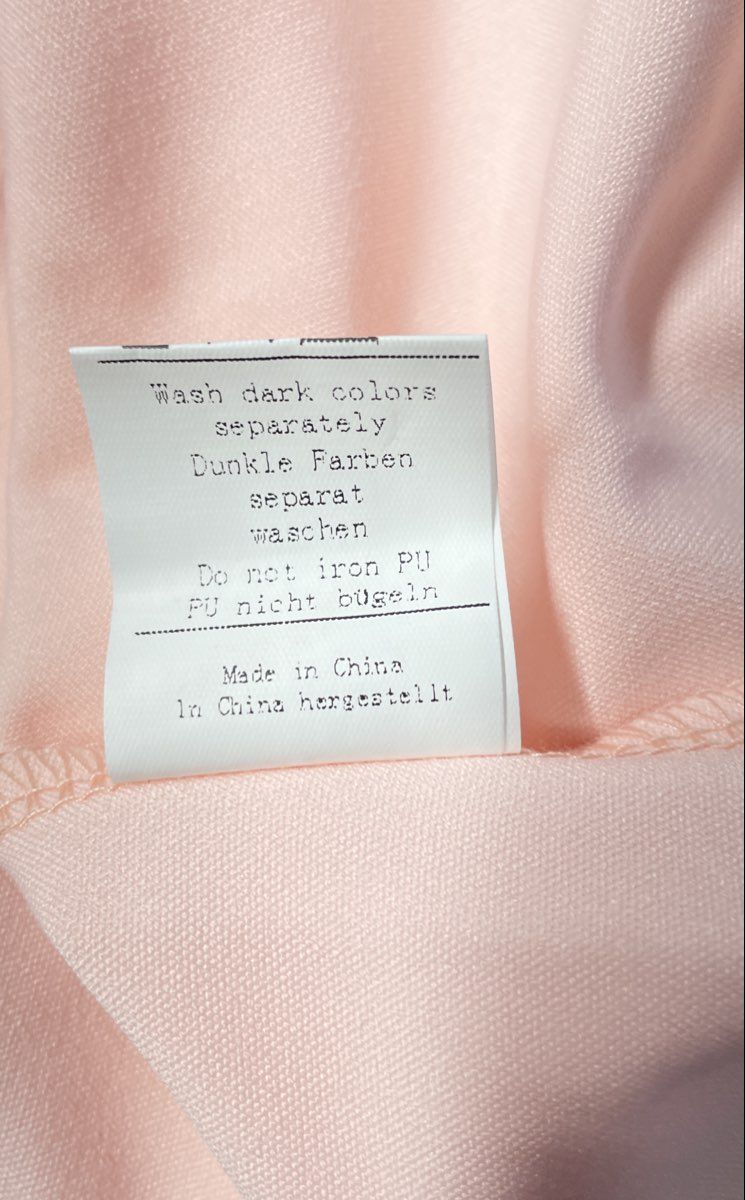 Wash dark colors
separately
Dunkle Farben
separat
waschen
Do not iron PU
PU nicht bügeln
Made in China
In China hergestellt